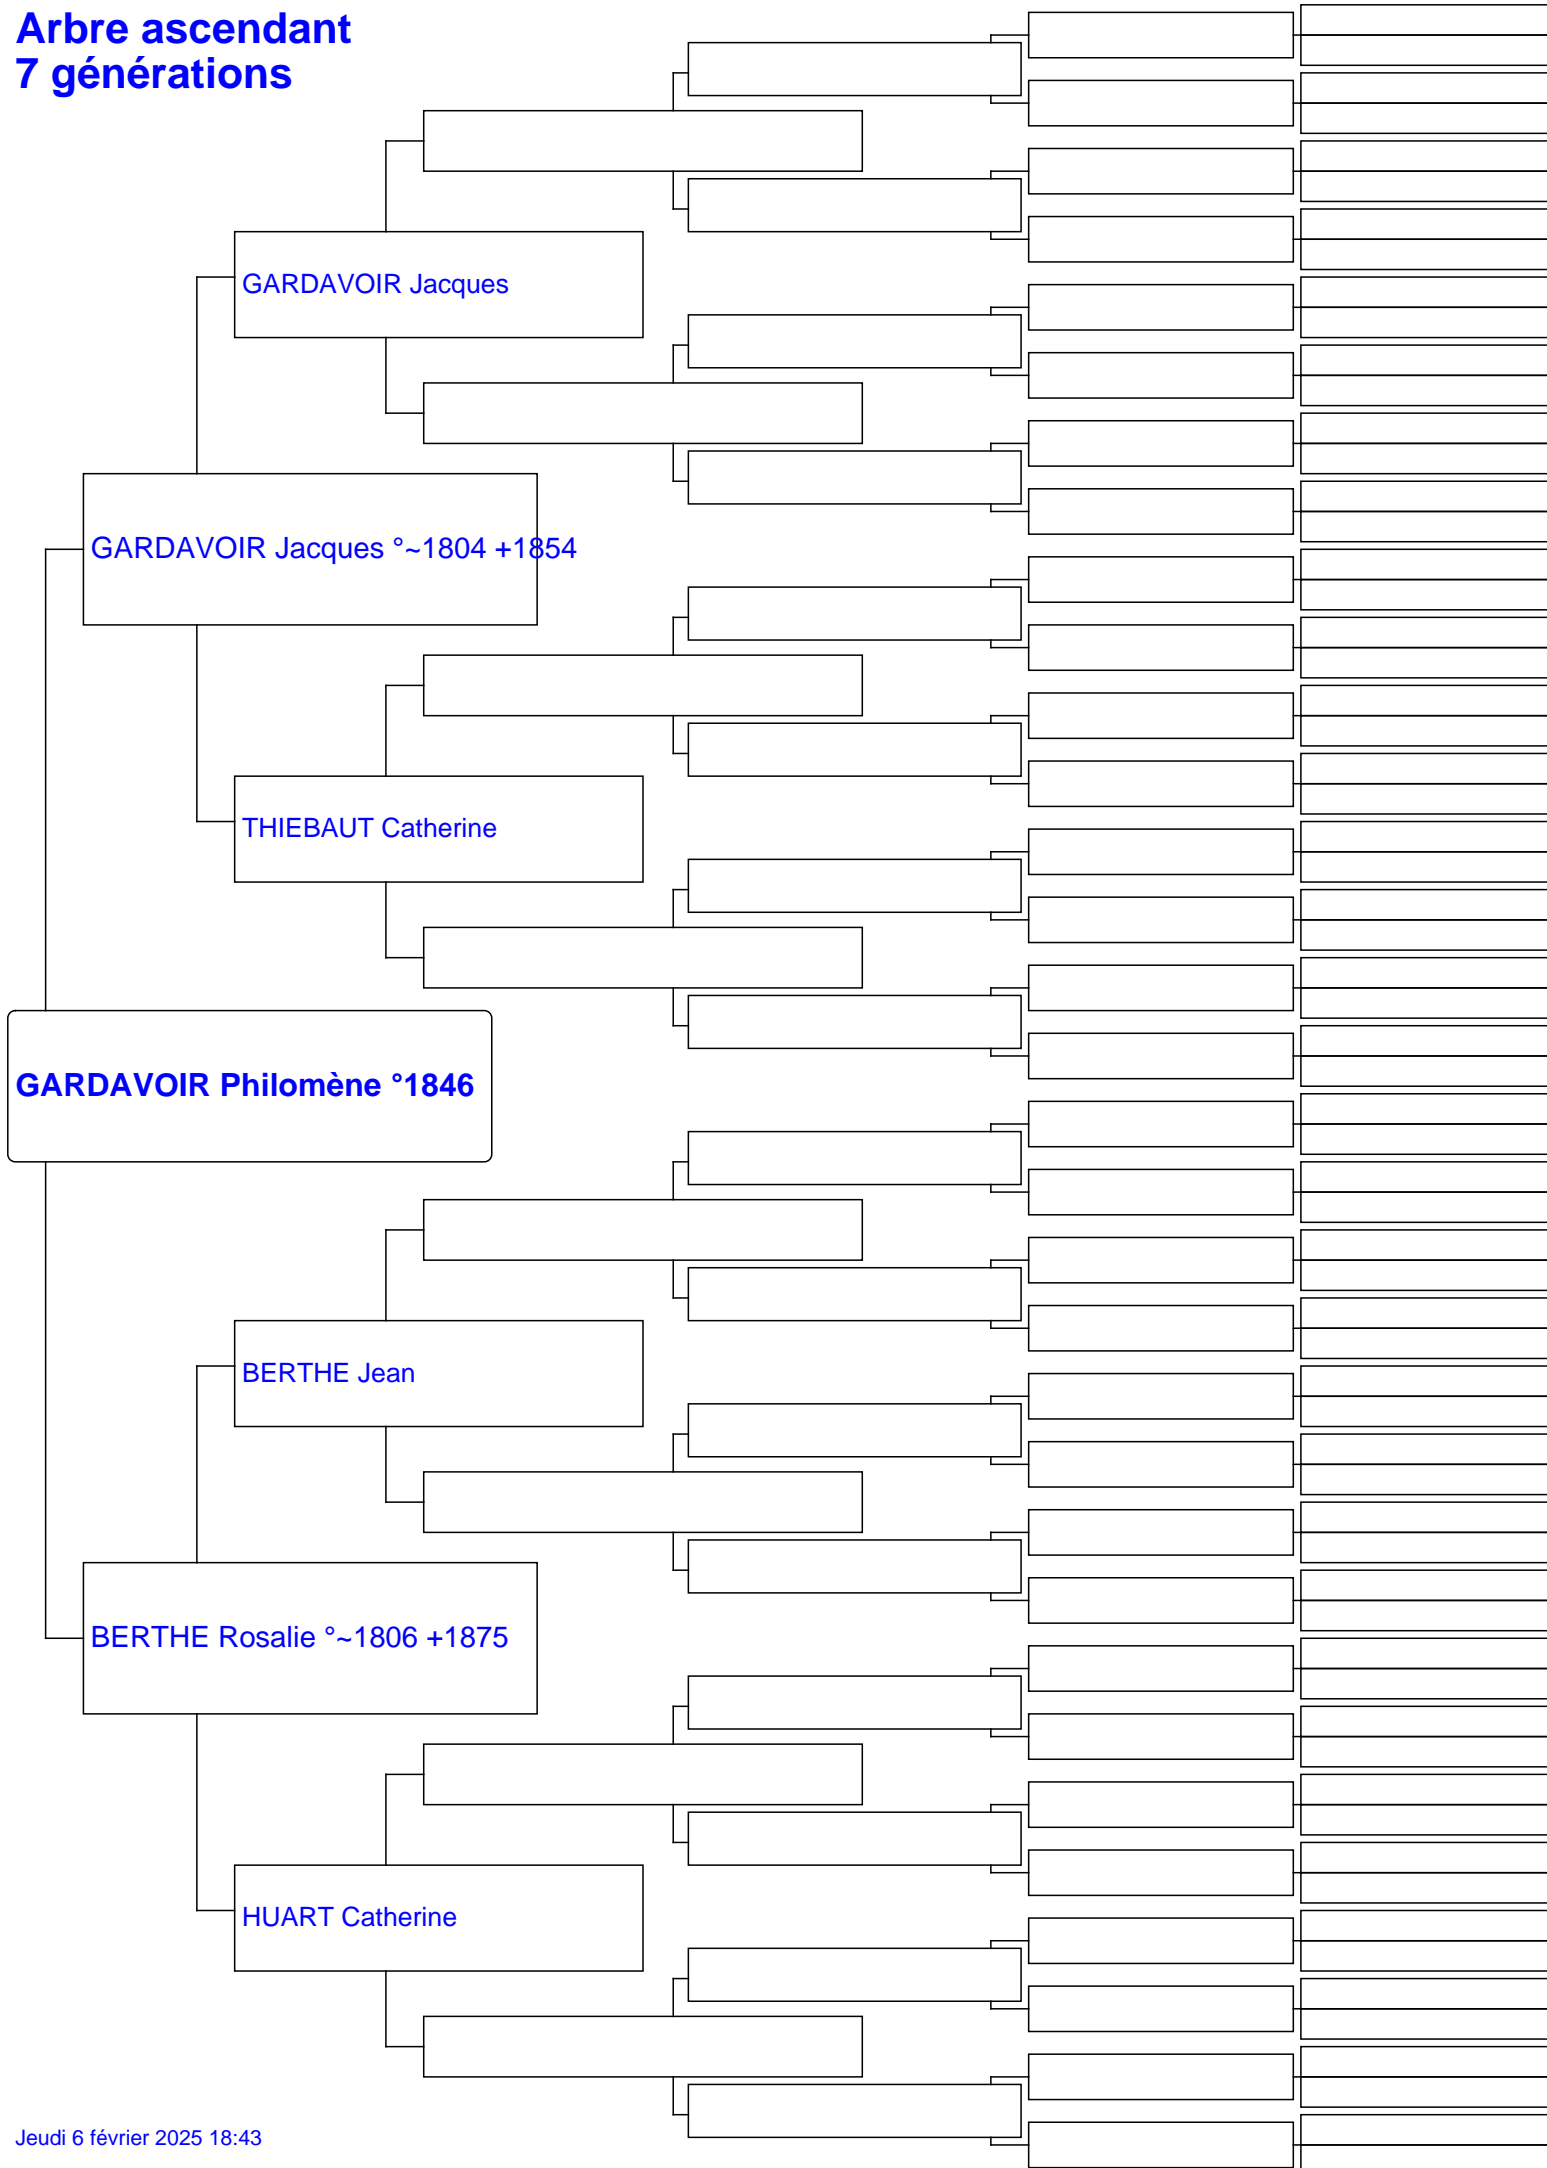 Arbre ascendant
7 générations
GARDAVOIR Jacques
GARDAVOIR Jacques °~1804 +1854
THIEBAUT Catherine
GARDAVOIR Philomène °1846
BERTHE Jean
BERTHE Rosalie °~1806 +1875
HUART Catherine
Jeudi 6 février 2025 18:43